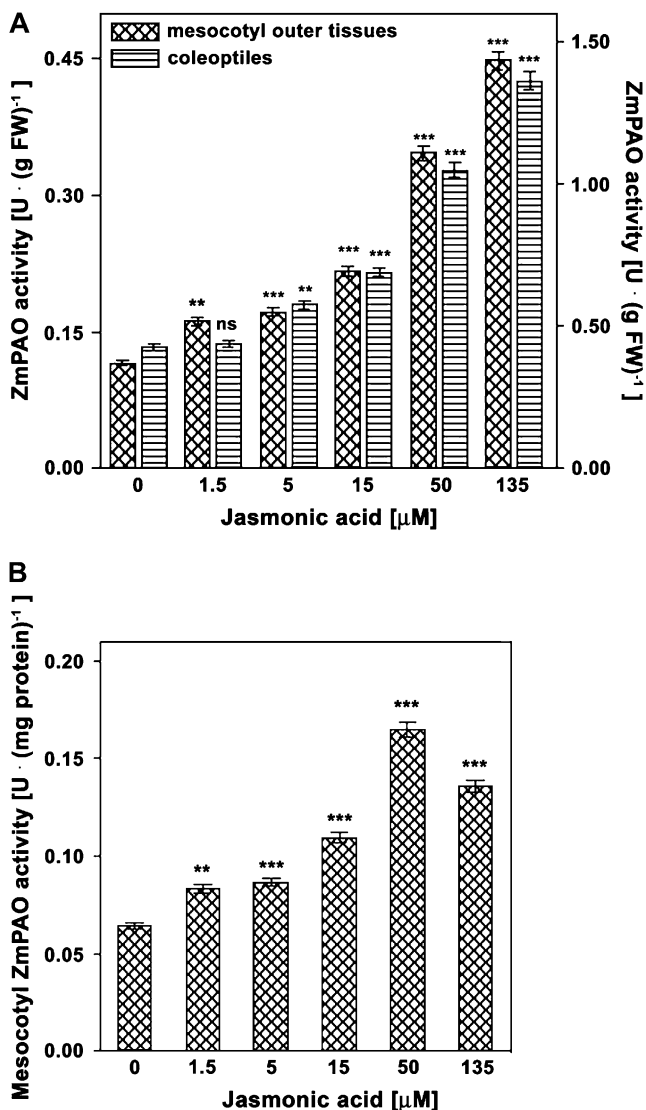 A
mesocotyl outer tissues
coleoptiles
ZmPAO activity [U · (g FW)⁻¹ ]
0.45
0.30
0.15
0.00
1.50
1.00
0.50
0.00
ZmPAO activity [U · (g FW)⁻¹ ]
** ns *** ** *** *** *** *** *** ***
0 1.5 5 15 50 135
Jasmonic acid [μM]
B
Mesocotyl ZmPAO activity [U · (mg protein)⁻¹ ]
0.20
0.15
0.10
0.05
0.00
** *** *** *** ***
0 1.5 5 15 50 135
Jasmonic acid [μM]